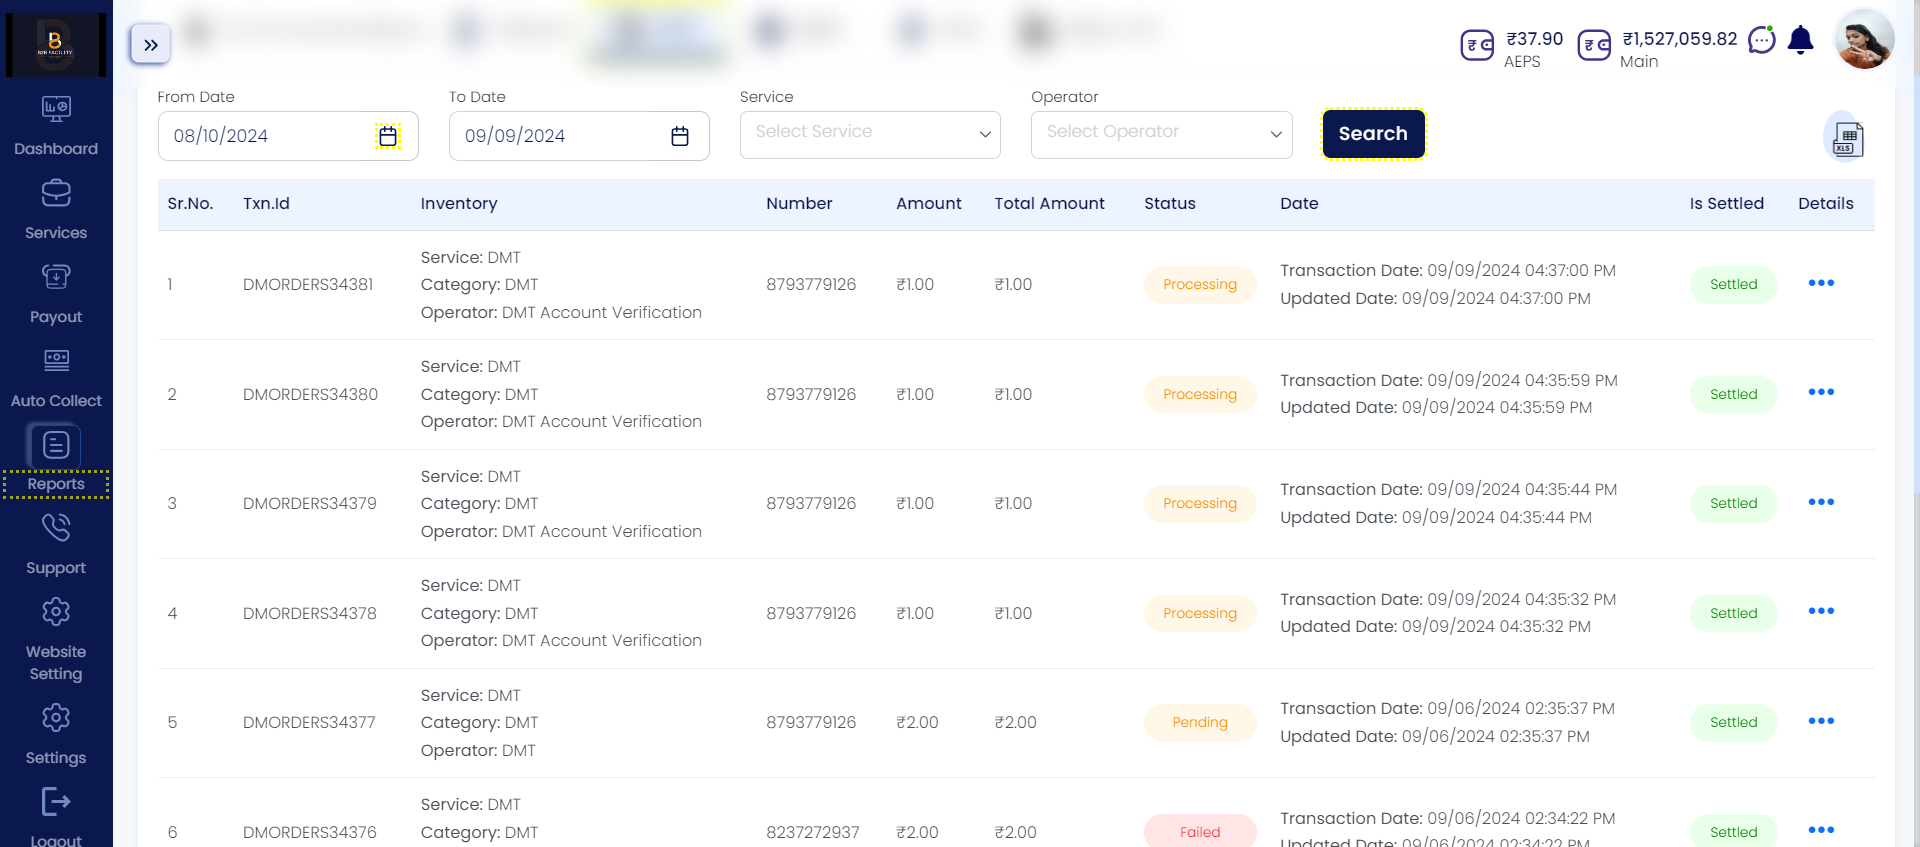 B2B FACILITY
₹37.90
AEPS
₹1,527,059.82
Main
Dashboard
Services
Payout
Auto Collect
Reports
Support
Website
Setting
Settings
Logout
From Date
To Date
Service
Operator
08/10/2024
09/09/2024
Select Service
Select Operator
Search
XLS
Sr.No. Txn.Id Inventory Number Amount Total Amount Status Date Is Settled Details
Service: DMT
1 DMORDERS34381 Category: DMT 8793779126 ₹1.00 ₹1.00 Processing Transaction Date: 09/09/2024 04:37:00 PM Settled
Operator: DMT Account Verification Updated Date: 09/09/2024 04:37:00 PM
Service: DMT
2 DMORDERS34380 Category: DMT 8793779126 ₹1.00 ₹1.00 Processing Transaction Date: 09/09/2024 04:35:59 PM Settled
Operator: DMT Account Verification Updated Date: 09/09/2024 04:35:59 PM
Service: DMT
3 DMORDERS34379 Category: DMT 8793779126 ₹1.00 ₹1.00 Processing Transaction Date: 09/09/2024 04:35:44 PM Settled
Operator: DMT Account Verification Updated Date: 09/09/2024 04:35:44 PM
Service: DMT
4 DMORDERS34378 Category: DMT 8793779126 ₹1.00 ₹1.00 Processing Transaction Date: 09/09/2024 04:35:32 PM Settled
Operator: DMT Account Verification Updated Date: 09/09/2024 04:35:32 PM
Service: DMT
5 DMORDERS34377 Category: DMT 8793779126 ₹2.00 ₹2.00 Pending Transaction Date: 09/06/2024 02:35:37 PM Settled
Operator: DMT Updated Date: 09/06/2024 02:35:37 PM
Service: DMT
6 DMORDERS34376 Category: DMT 8237272937 ₹2.00 ₹2.00 Failed Transaction Date: 09/06/2024 02:34:22 PM Settled
Updated Date: 09/06/2024 02:34:22 PM